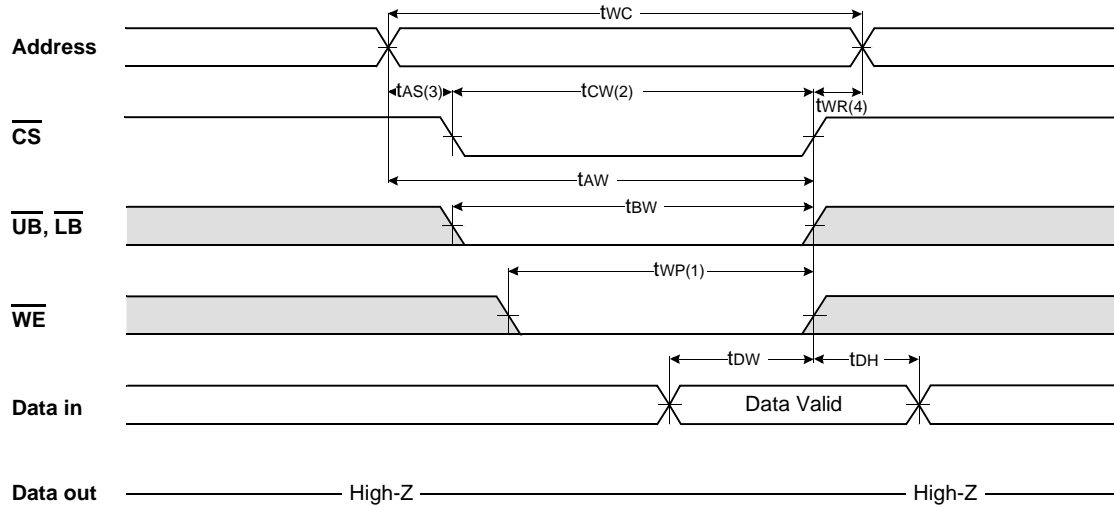 tWC
Address
tAS(3)
tCW(2)
tWR(4)
CS
tAW
UB, LB
tBW
tWP(1)
WE
tDW
tDH
Data in
Data Valid
Data out
High-Z
High-Z